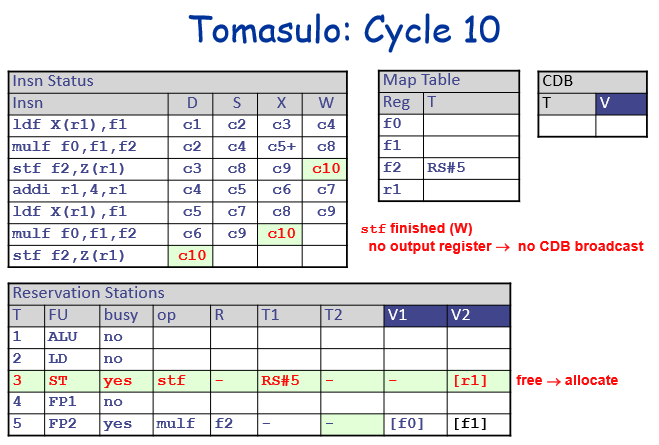 Tomasulo: Cycle 10
Insn Status
Insn D S X W
ldf X(r1),f1 c1 c2 c3 c4
mulf f0,f1,f2 c2 c4 c5+ c8
stf f2,Z(r1) c3 c8 c9 c10
addi r1,4,r1 c4 c5 c6 c7
ldf X(r1),f1 c5 c7 c8 c9
mulf f0,f1,f2 c6 c9 c10
stf f2,Z(r1) c10
Map Table
Reg T
f0
f1
f2 RS#5
r1
CDB
T V
stf finished (W)
no output register → no CDB broadcast
Reservation Stations
T FU busy op R T1 T2 V1 V2
1 ALU no
2 LD no
3 ST yes stf - RS#5 - - [r1]
4 FP1 no
5 FP2 yes mulf f2 - - [f0] [f1]
free → allocate